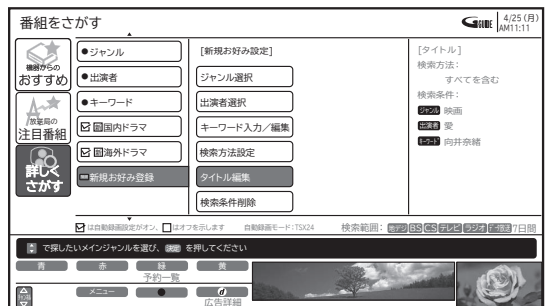 番組をさがす
GGUIDE 4/25(月)
AM11:11
機器からの
おすすめ
放送局の
注目番組
詳しく
さがす
●ジャンル
●出演者
●キーワード
国内ドラマ
海外ドラマ
新規お好み登録
[新規お好み設定]
ジャンル選択
出演者選択
キーワード入力/編集
検索方法設定
タイトル編集
検索条件削除
[タイトル]
検索方法:
すべてを含む
検索条件:
ジャンル 映画
出演者 愛
キーワード 向井奈緒
は自動録画設定がオン、 はオフを示します 自動録画モード:TSX24 検索範囲: 地デジ BS CS テレビ ラジオ データ放送 7日間
で探したいメインジャンルを選び、 決定 を押してください
青 赤 緑 黄
予約一覧
メニュー ● d
広告詳細